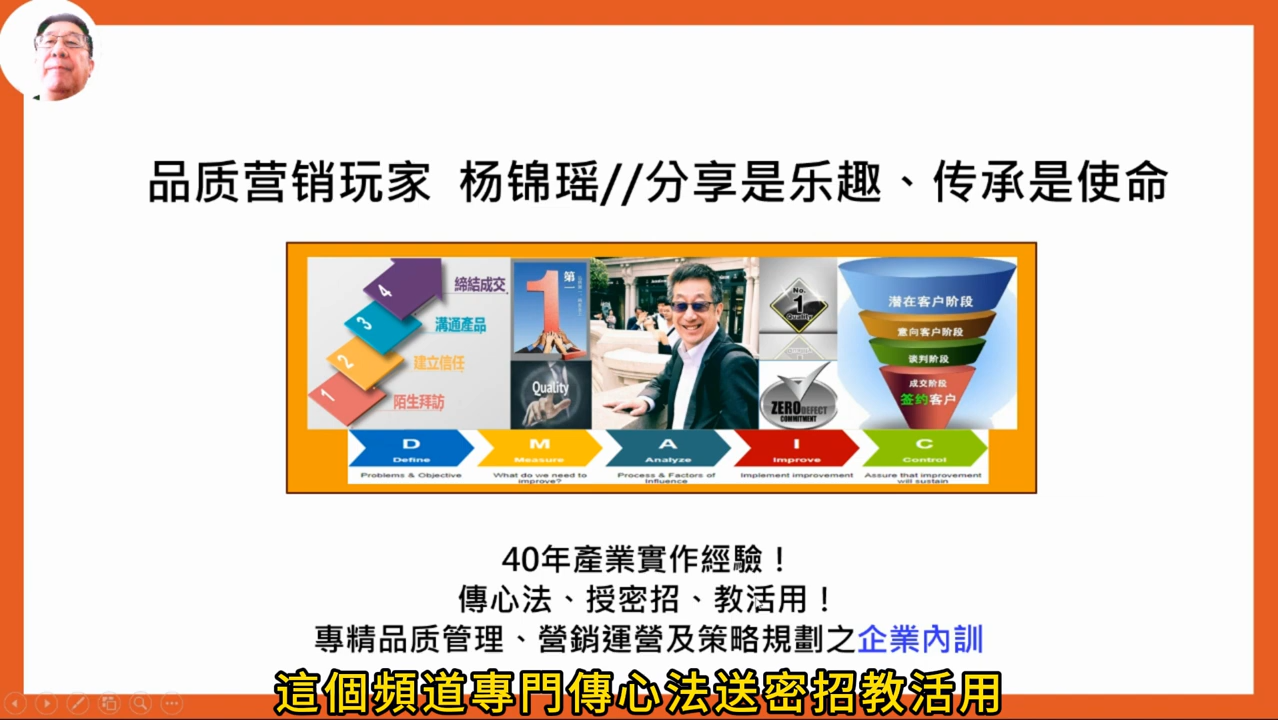 品质营销玩家 杨锦瑶//分享是乐趣、传承是使命
4 締結成交
3 溝通產品
2 建立信任
1 陌生拜訪
第一
1
Quality
No.
1
Quality
ZERO DEFECT
COMMITMENT
潜在客户阶段
意向客户阶段
谈判阶段
成交阶段
签约客户
D
Define
M
Measure
A
Analyze
I
Improve
C
Control
Problems & Objective
What do we need to
improve?
Process & Factors of
Influence
Implement improvement
Assure that improvement
will sustain
40年產業實作經驗！
傳心法、授密招、教活用！
專精品质管理、營銷運營及策略規劃之企業內訓
這個頻道專門傳心法送密招教活用